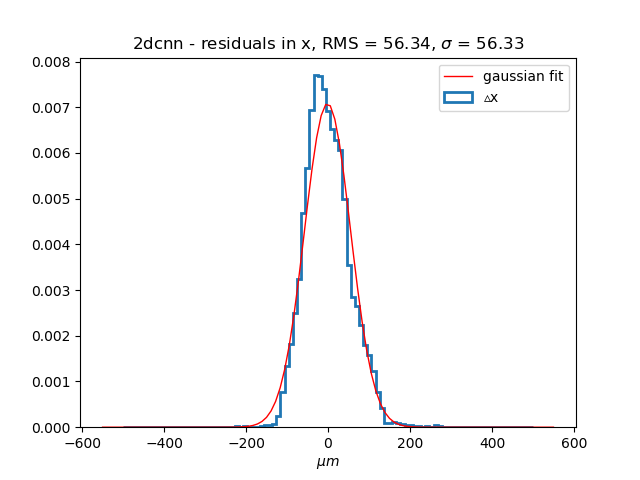 2dcnn - residuals in x, RMS = 56.34, σ = 56.33
0.008
0.007
0.006
0.005
0.004
0.003
0.002
0.001
0.000
gaussian fit
▵x
−600 −400 −200 0 200 400 600
μm